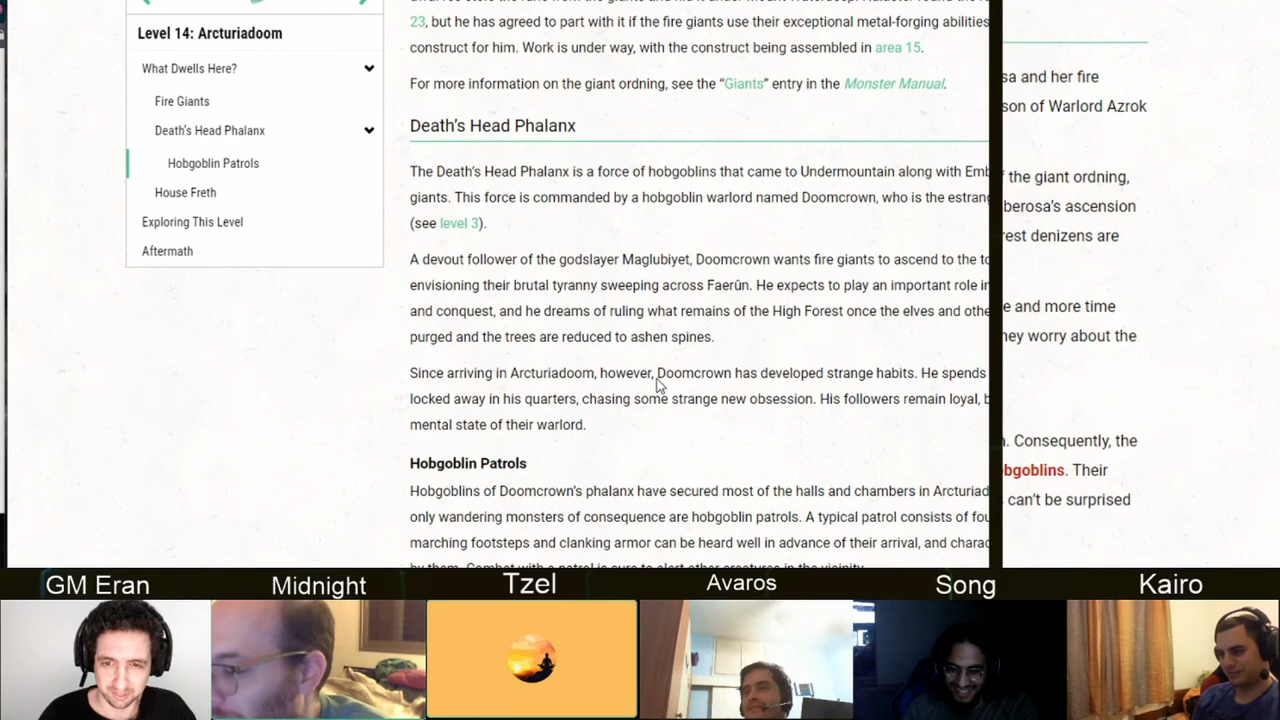 Level 14: Arcturiadoom
What Dwells Here?
Fire Giants
Death's Head Phalanx
Hobgoblin Patrols
House Freth
Exploring This Level
Aftermath
23, but he has agreed to part with it if the fire giants use their exceptional metal-forging abilities
construct for him. Work is under way, with the construct being assembled in area 15.
For more information on the giant ordning, see the “Giants” entry in the Monster Manual.
Death’s Head Phalanx
The Death’s Head Phalanx is a force of hobgoblins that came to Undermountain along with Emb
giants. This force is commanded by a hobgoblin warlord named Doomcrown, who is the estrang
(see level 3).
A devout follower of the godslayer Maglubiyet, Doomcrown wants fire giants to ascend to the to
envisioning their brutal tyranny sweeping across Faerûn. He expects to play an important role in
and conquest, and he dreams of ruling what remains of the High Forest once the elves and othe
purged and the trees are reduced to ashen spines.
Since arriving in Arcturiadoom, however, Doomcrown has developed strange habits. He spends
locked away in his quarters, chasing some strange new obsession. His followers remain loyal, b
mental state of their warlord.
Hobgoblin Patrols
Hobgoblins of Doomcrown’s phalanx have secured most of the halls and chambers in Arcturiad
only wandering monsters of consequence are hobgoblin patrols. A typical patrol consists of fou
marching footsteps and clanking armor can be heard well in advance of their arrival, and charac
sa and her fire
son of Warlord Azrok
the giant ordning,
berosa’s ascension
rest denizens are
e and more time
hey worry about the
n. Consequently, the
bgoblins. Their
can’t be surprised
GM Eran
Midnight
Tzel
Avaros
Song
Kairo